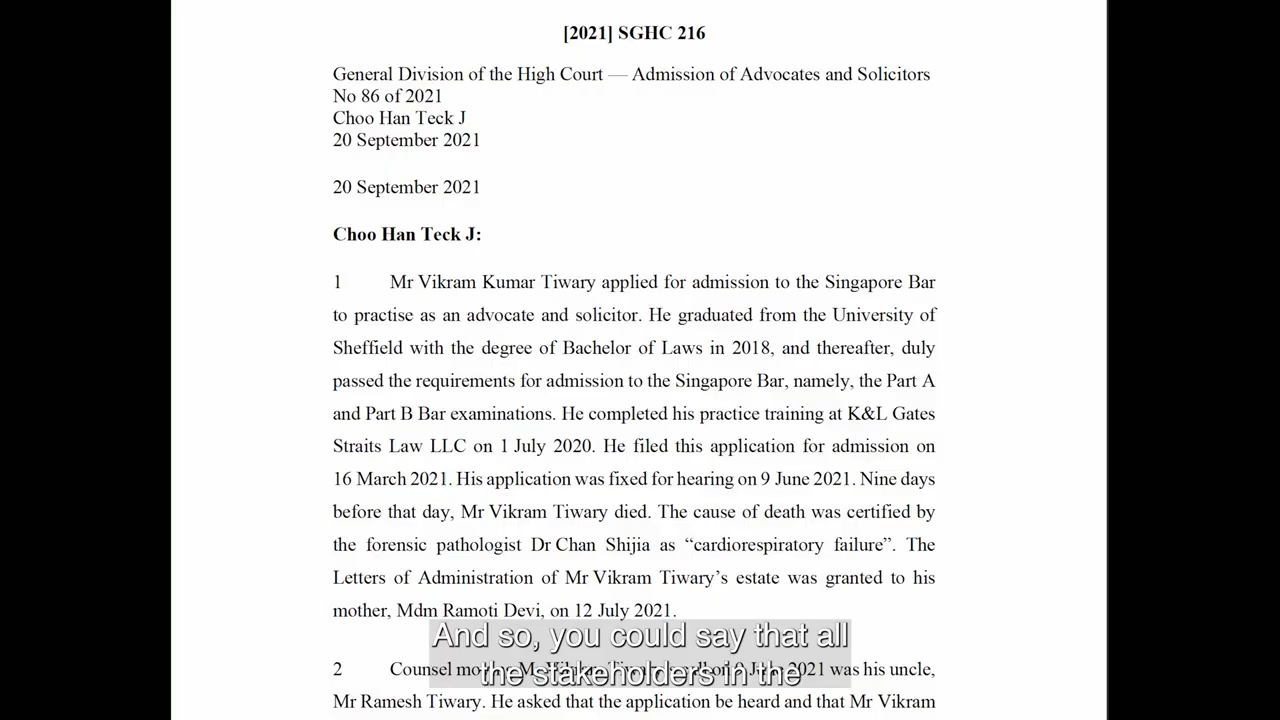 [2021] SGHC 216
General Division of the High Court — Admission of Advocates and Solicitors
No 86 of 2021
Choo Han Teck J
20 September 2021
20 September 2021
Choo Han Teck J:
1 Mr Vikram Kumar Tiwary applied for admission to the Singapore Bar
to practise as an advocate and solicitor. He graduated from the University of
Sheffield with the degree of Bachelor of Laws in 2018, and thereafter, duly
passed the requirements for admission to the Singapore Bar, namely, the Part A
and Part B Bar examinations. He completed his practice training at K&L Gates
Straits Law LLC on 1 July 2020. He filed this application for admission on
16 March 2021. His application was fixed for hearing on 9 June 2021. Nine days
before that day, Mr Vikram Tiwary died. The cause of death was certified by
the forensic pathologist Dr Chan Shijia as “cardiorespiratory failure”. The
Letters of Administration of Mr Vikram Tiwary’s estate was granted to his
mother, Mdm Ramoti Devi, on 12 July 2021.
And so, you could say that all
the stakeholders in the
2 Counsel 2021 was his uncle,
Mr Ramesh Tiwary. He asked that the application be heard and that Mr Vikram